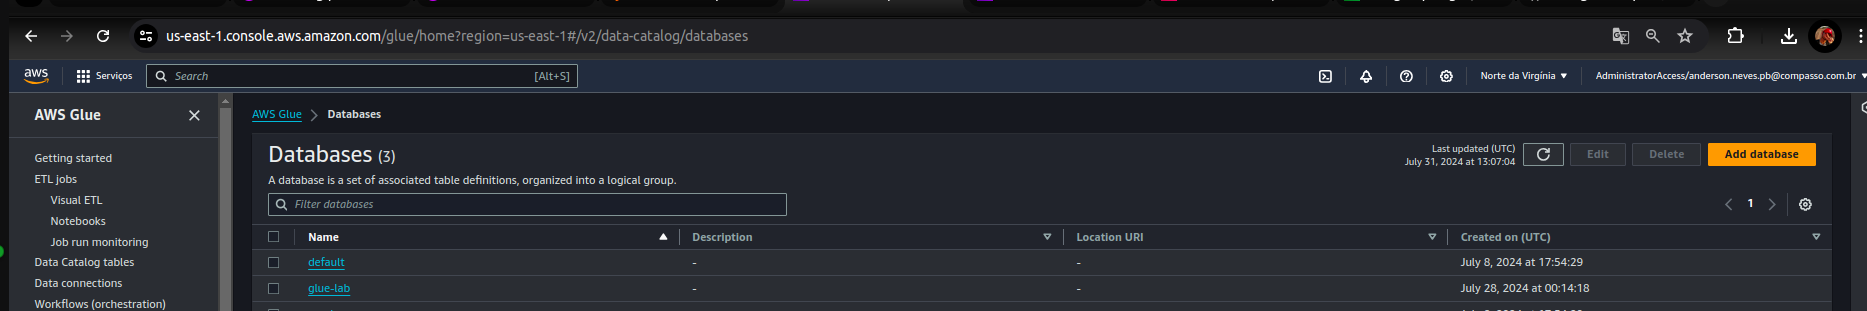 us-east-1.console.aws.amazon.com/glue/home?region=us-east-1#/v2/data-catalog/databases
aws
Serviços
Search
[Alt+S]
Norte da Virgínia
AdministratorAccess/anderson.neves.pb@compasso.com.br
AWS Glue
Getting started
ETL jobs
Visual ETL
Notebooks
Job run monitoring
Data Catalog tables
Data connections
Workflows (orchestration)
AWS Glue > Databases
Databases (3)
A database is a set of associated table definitions, organized into a logical group.
Last updated (UTC)
July 31, 2024 at 13:07:04
Edit
Delete
Add database
Filter databases
1
Name Description Location URI Created on (UTC)
default - - July 8, 2024 at 17:54:29
glue-lab - - July 28, 2024 at 00:14:18